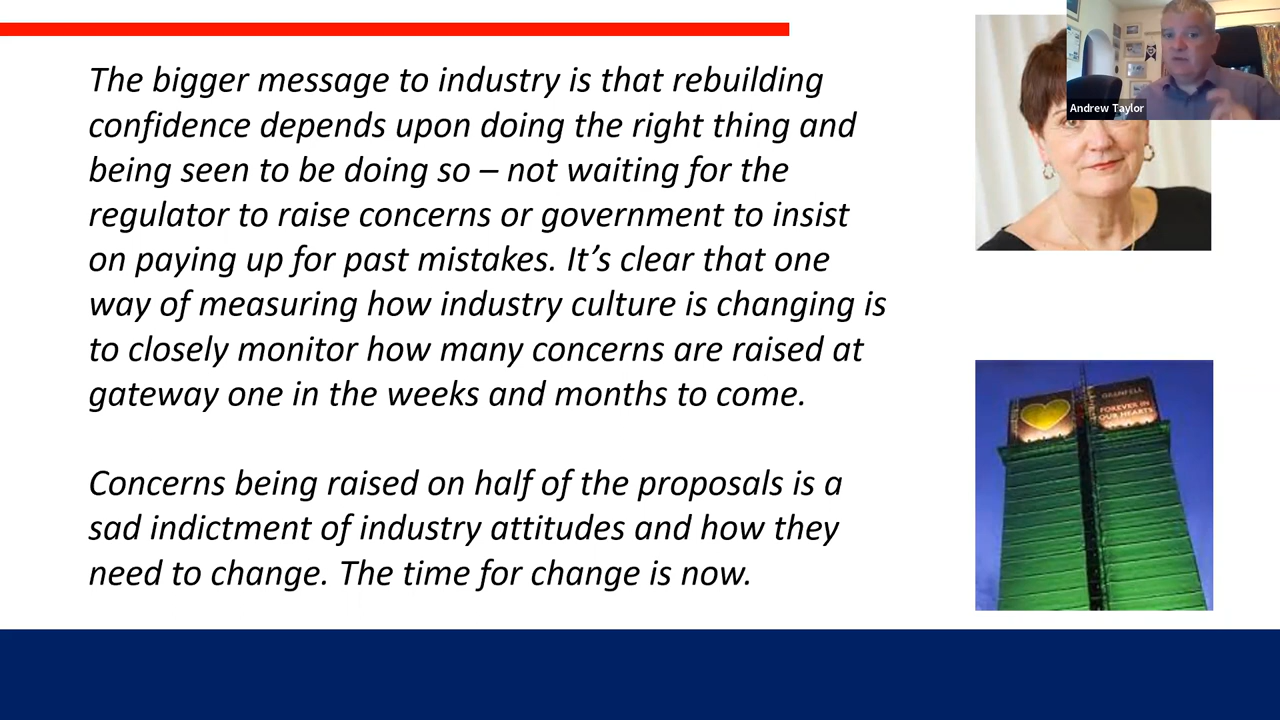 The bigger message to industry is that rebuilding
confidence depends upon doing the right thing and
being seen to be doing so – not waiting for the
regulator to raise concerns or government to insist
on paying up for past mistakes. It’s clear that one
way of measuring how industry culture is changing is
to closely monitor how many concerns are raised at
gateway one in the weeks and months to come.
Concerns being raised on half of the proposals is a
sad indictment of industry attitudes and how they
need to change. The time for change is now.
Andrew Taylor
GRENFELL
FOREVER IN
OUR HEARTS